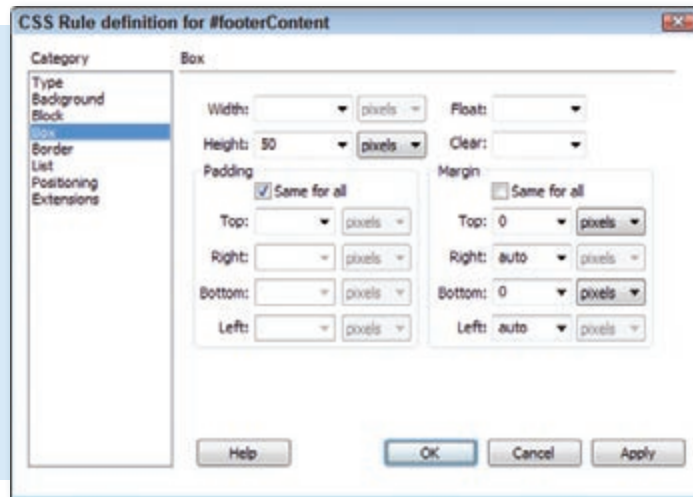 CSS Rule definition for #footerContent
Category
Box
Type
Background
Block
Box
Border
List
Positioning
Extensions
Width: pixels Float:
Height: 50 pixels Clear:
Padding
Same for all
Top: pixels
Right: pixels
Bottom: pixels
Left: pixels
Margin
Same for all
Top: 0 pixels
Right: auto pixels
Bottom: 0 pixels
Left: auto pixels
Help OK Cancel Apply